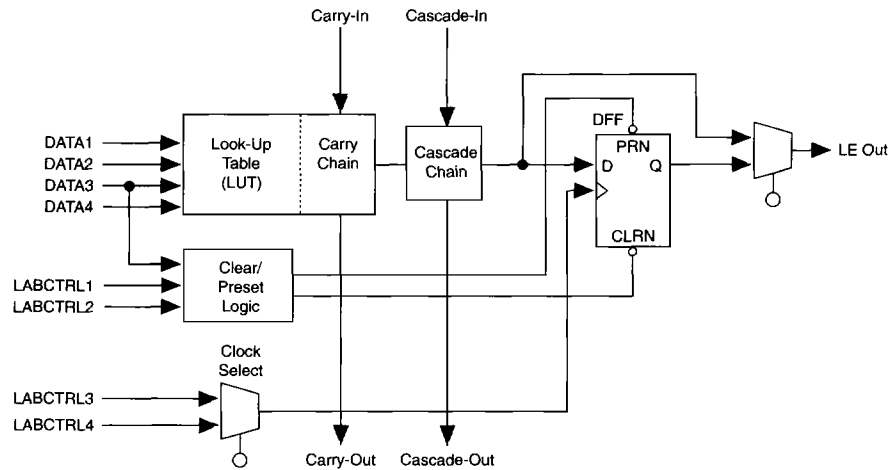 Carry-In
Cascade-In
DATA1
DATA2
DATA3
DATA4
Look-Up
Table
(LUT)
Carry
Chain
Cascade
Chain
DFF
PRN
D
Q
CLRN
LE Out
LABCTRL1
LABCTRL2
Clear/
Preset
Logic
Clock
Select
LABCTRL3
LABCTRL4
Carry-Out
Cascade-Out